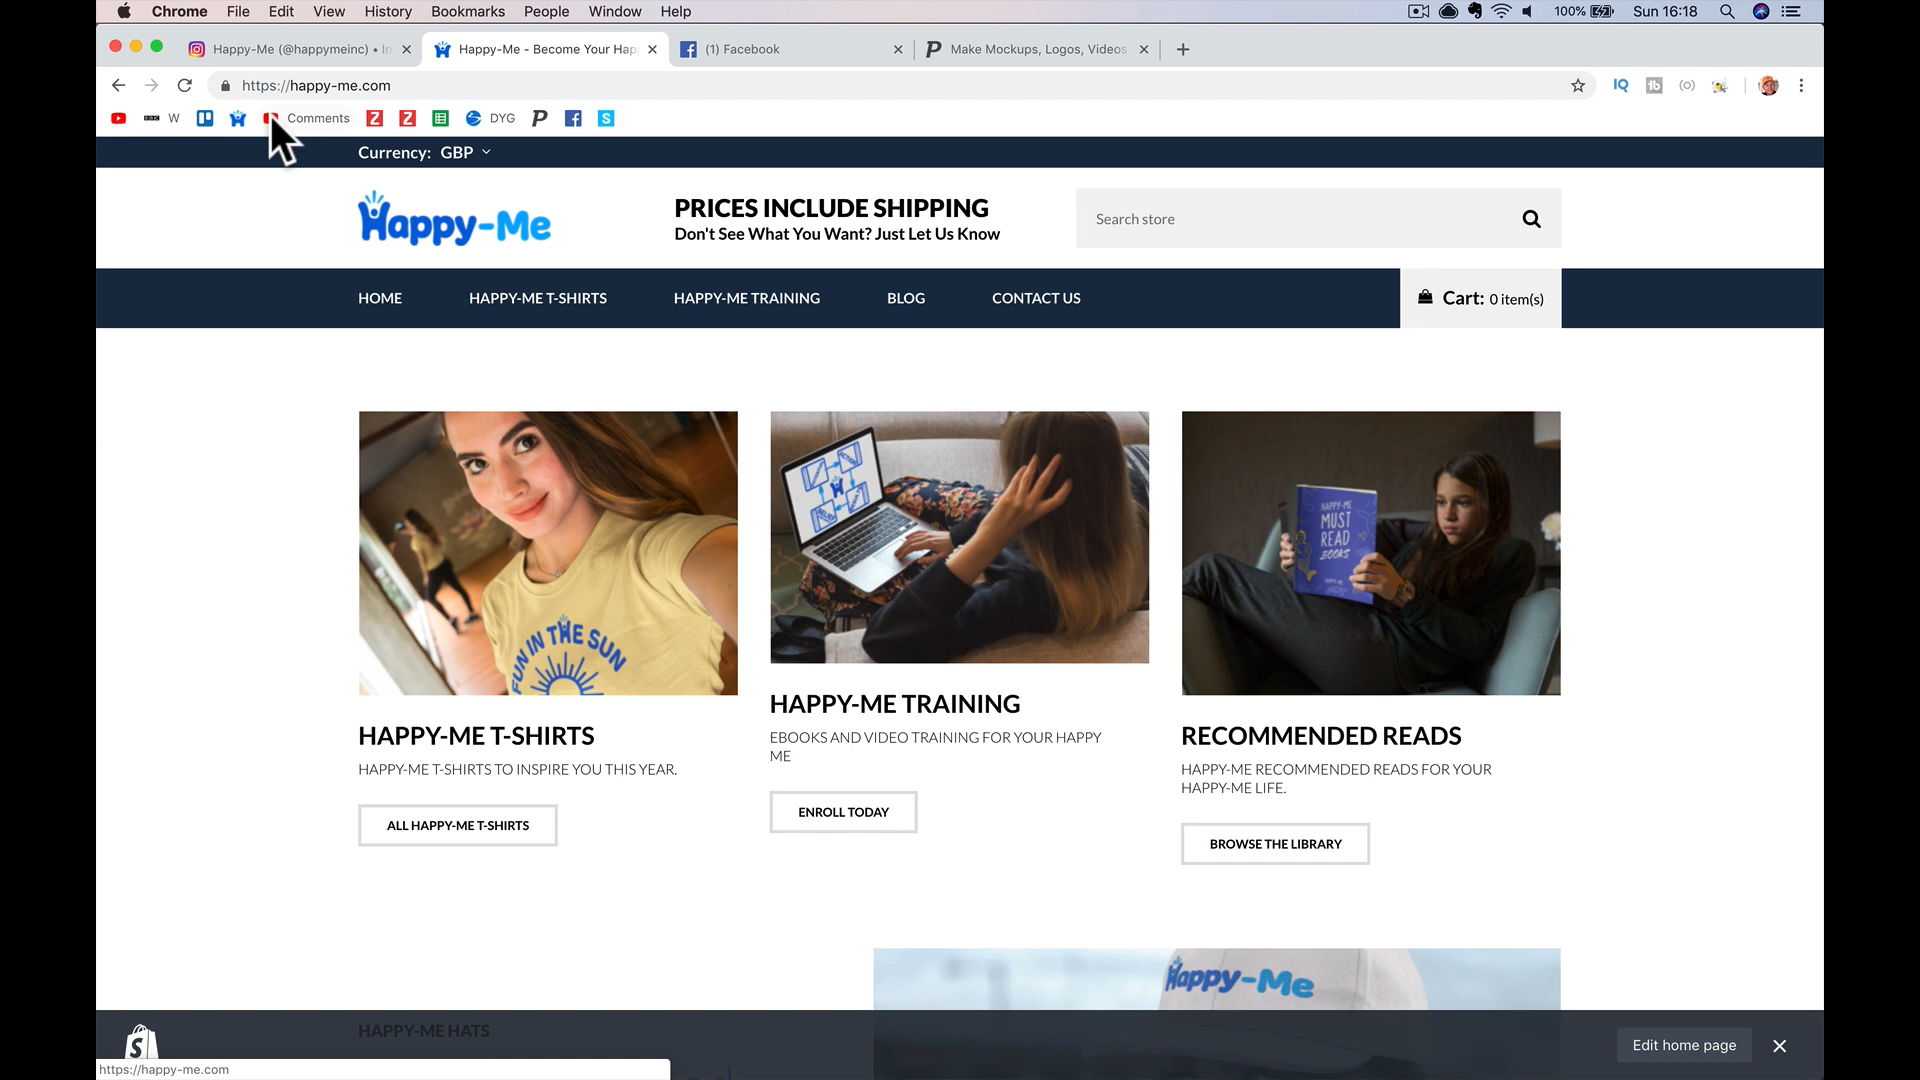 Chrome File Edit View History Bookmarks People Window Help 100% Sun 16:18
Happy-Me (@happymeinc) • In Happy-Me - Become Your Hap (1) Facebook Make Mockups, Logos, Videos
https://happy-me.com
W Comments DYG
Currency: GBP
Happy-Me
PRICES INCLUDE SHIPPING
Don't See What You Want? Just Let Us Know
Search store
HOME HAPPY-ME T-SHIRTS HAPPY-ME TRAINING BLOG CONTACT US Cart: 0 item(s)
FUN IN THE SUN
HAPPY-ME
MUST
READ
BOOKS
HAPPY ME
HAPPY-ME T-SHIRTS
HAPPY-ME T-SHIRTS TO INSPIRE YOU THIS YEAR.
ALL HAPPY-ME T-SHIRTS
HAPPY-ME TRAINING
EBOOKS AND VIDEO TRAINING FOR YOUR HAPPY
ME
ENROLL TODAY
RECOMMENDED READS
HAPPY-ME RECOMMENDED READS FOR YOUR
HAPPY-ME LIFE.
BROWSE THE LIBRARY
Happy-Me
HAPPY-ME HATS
Edit home page
https://happy-me.com